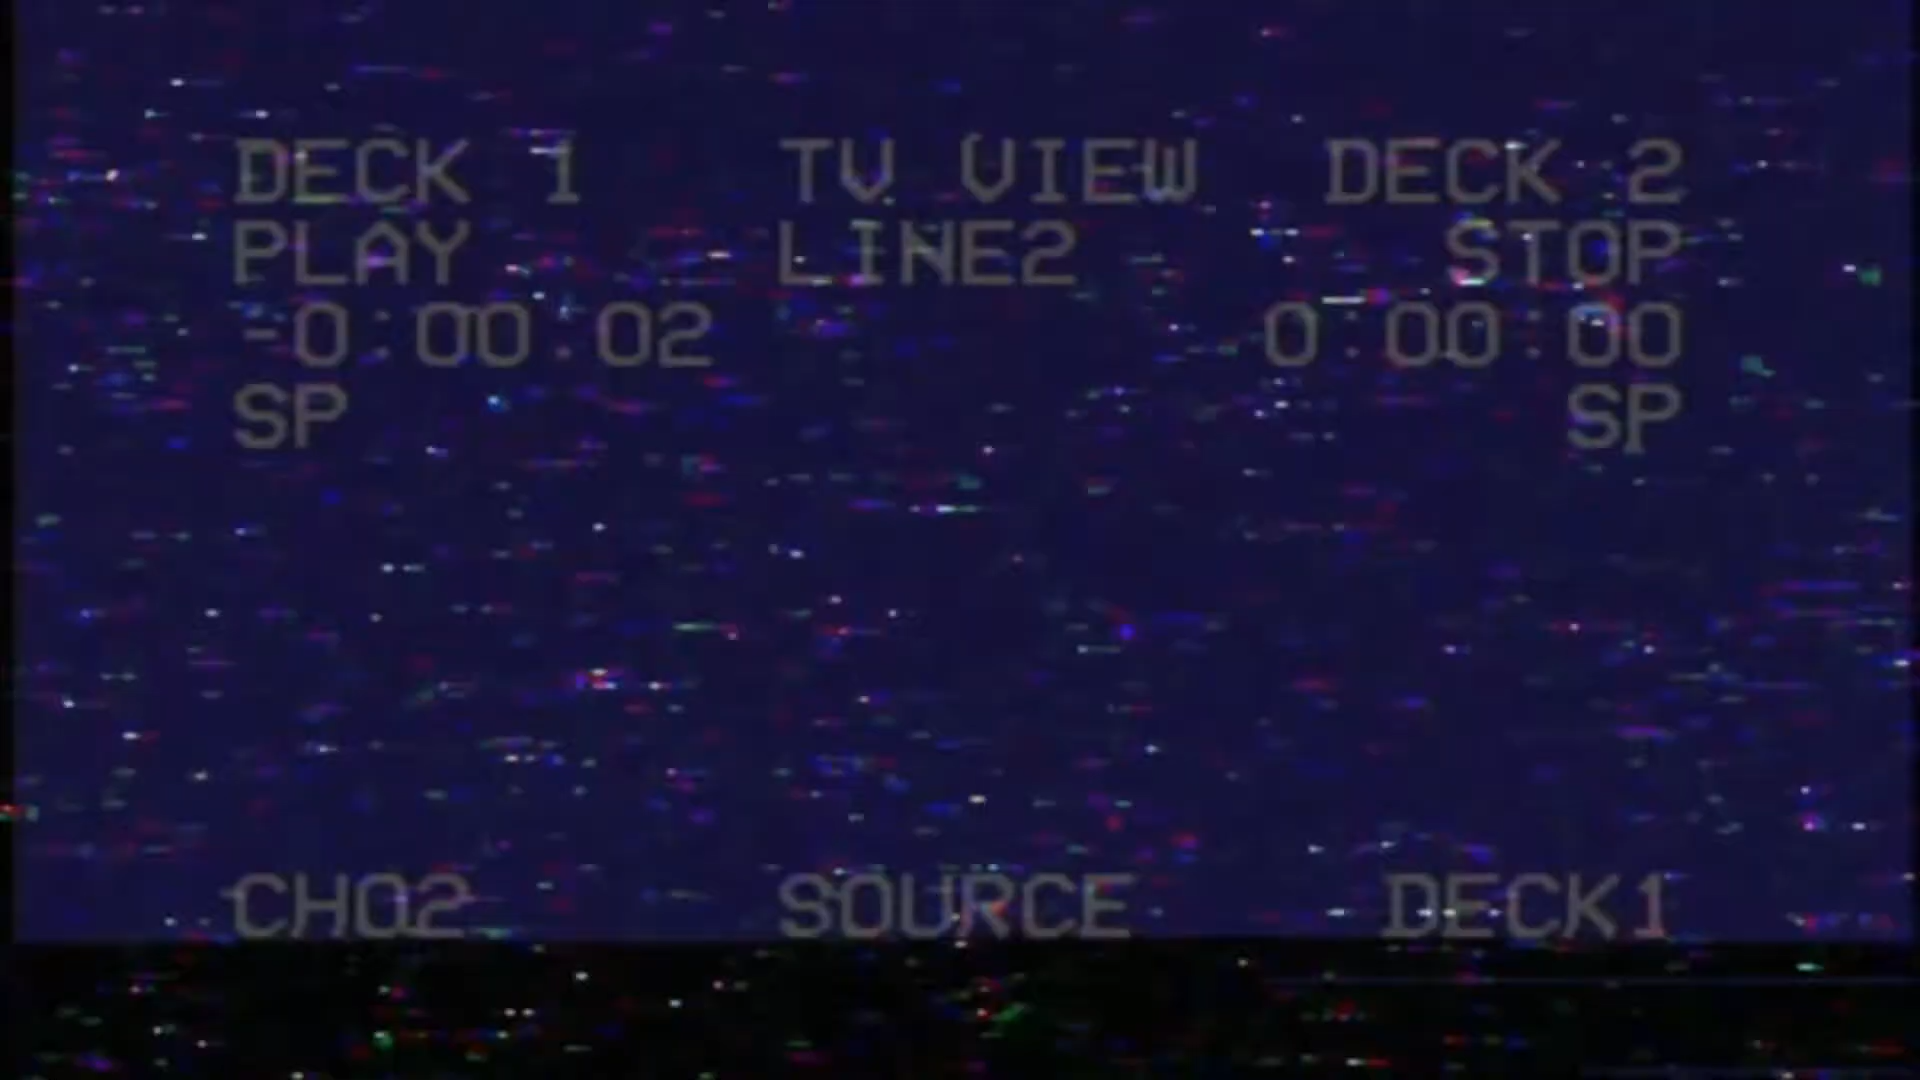 DECK 1 TV VIEW DECK 2
PLAY LINE2 STOP
-0:00:02 0:00:00
SP SP
CH02 SOURCE DECK1